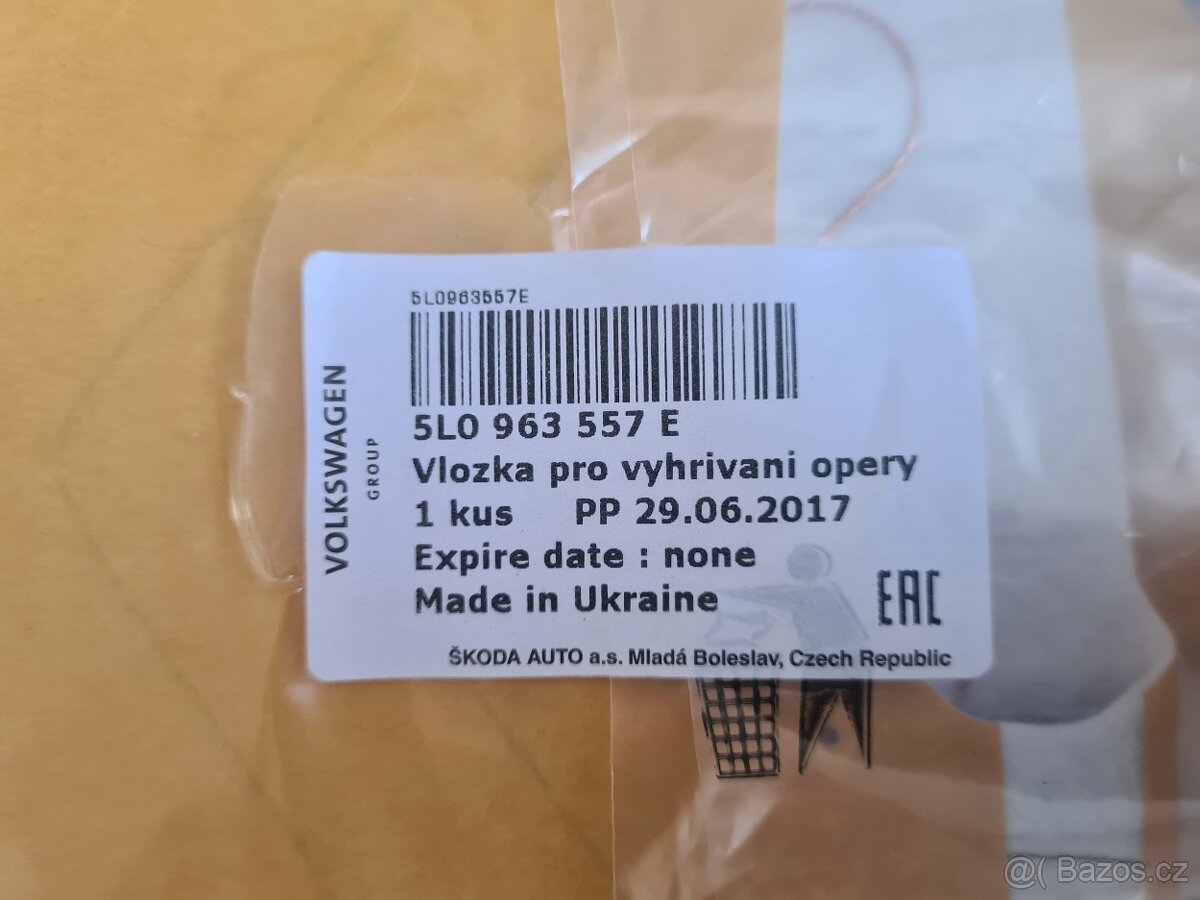 5L0963557E
VOLKSWAGEN
GROUP
5L0 963 557 E
Vlozka pro vyhrivani opery
1 kus PP 29.06.2017
Expire date : none
Made in Ukraine
EAC
ŠKODA AUTO a.s. Mladá Boleslav, Czech Republic
@( Bazoš.cz